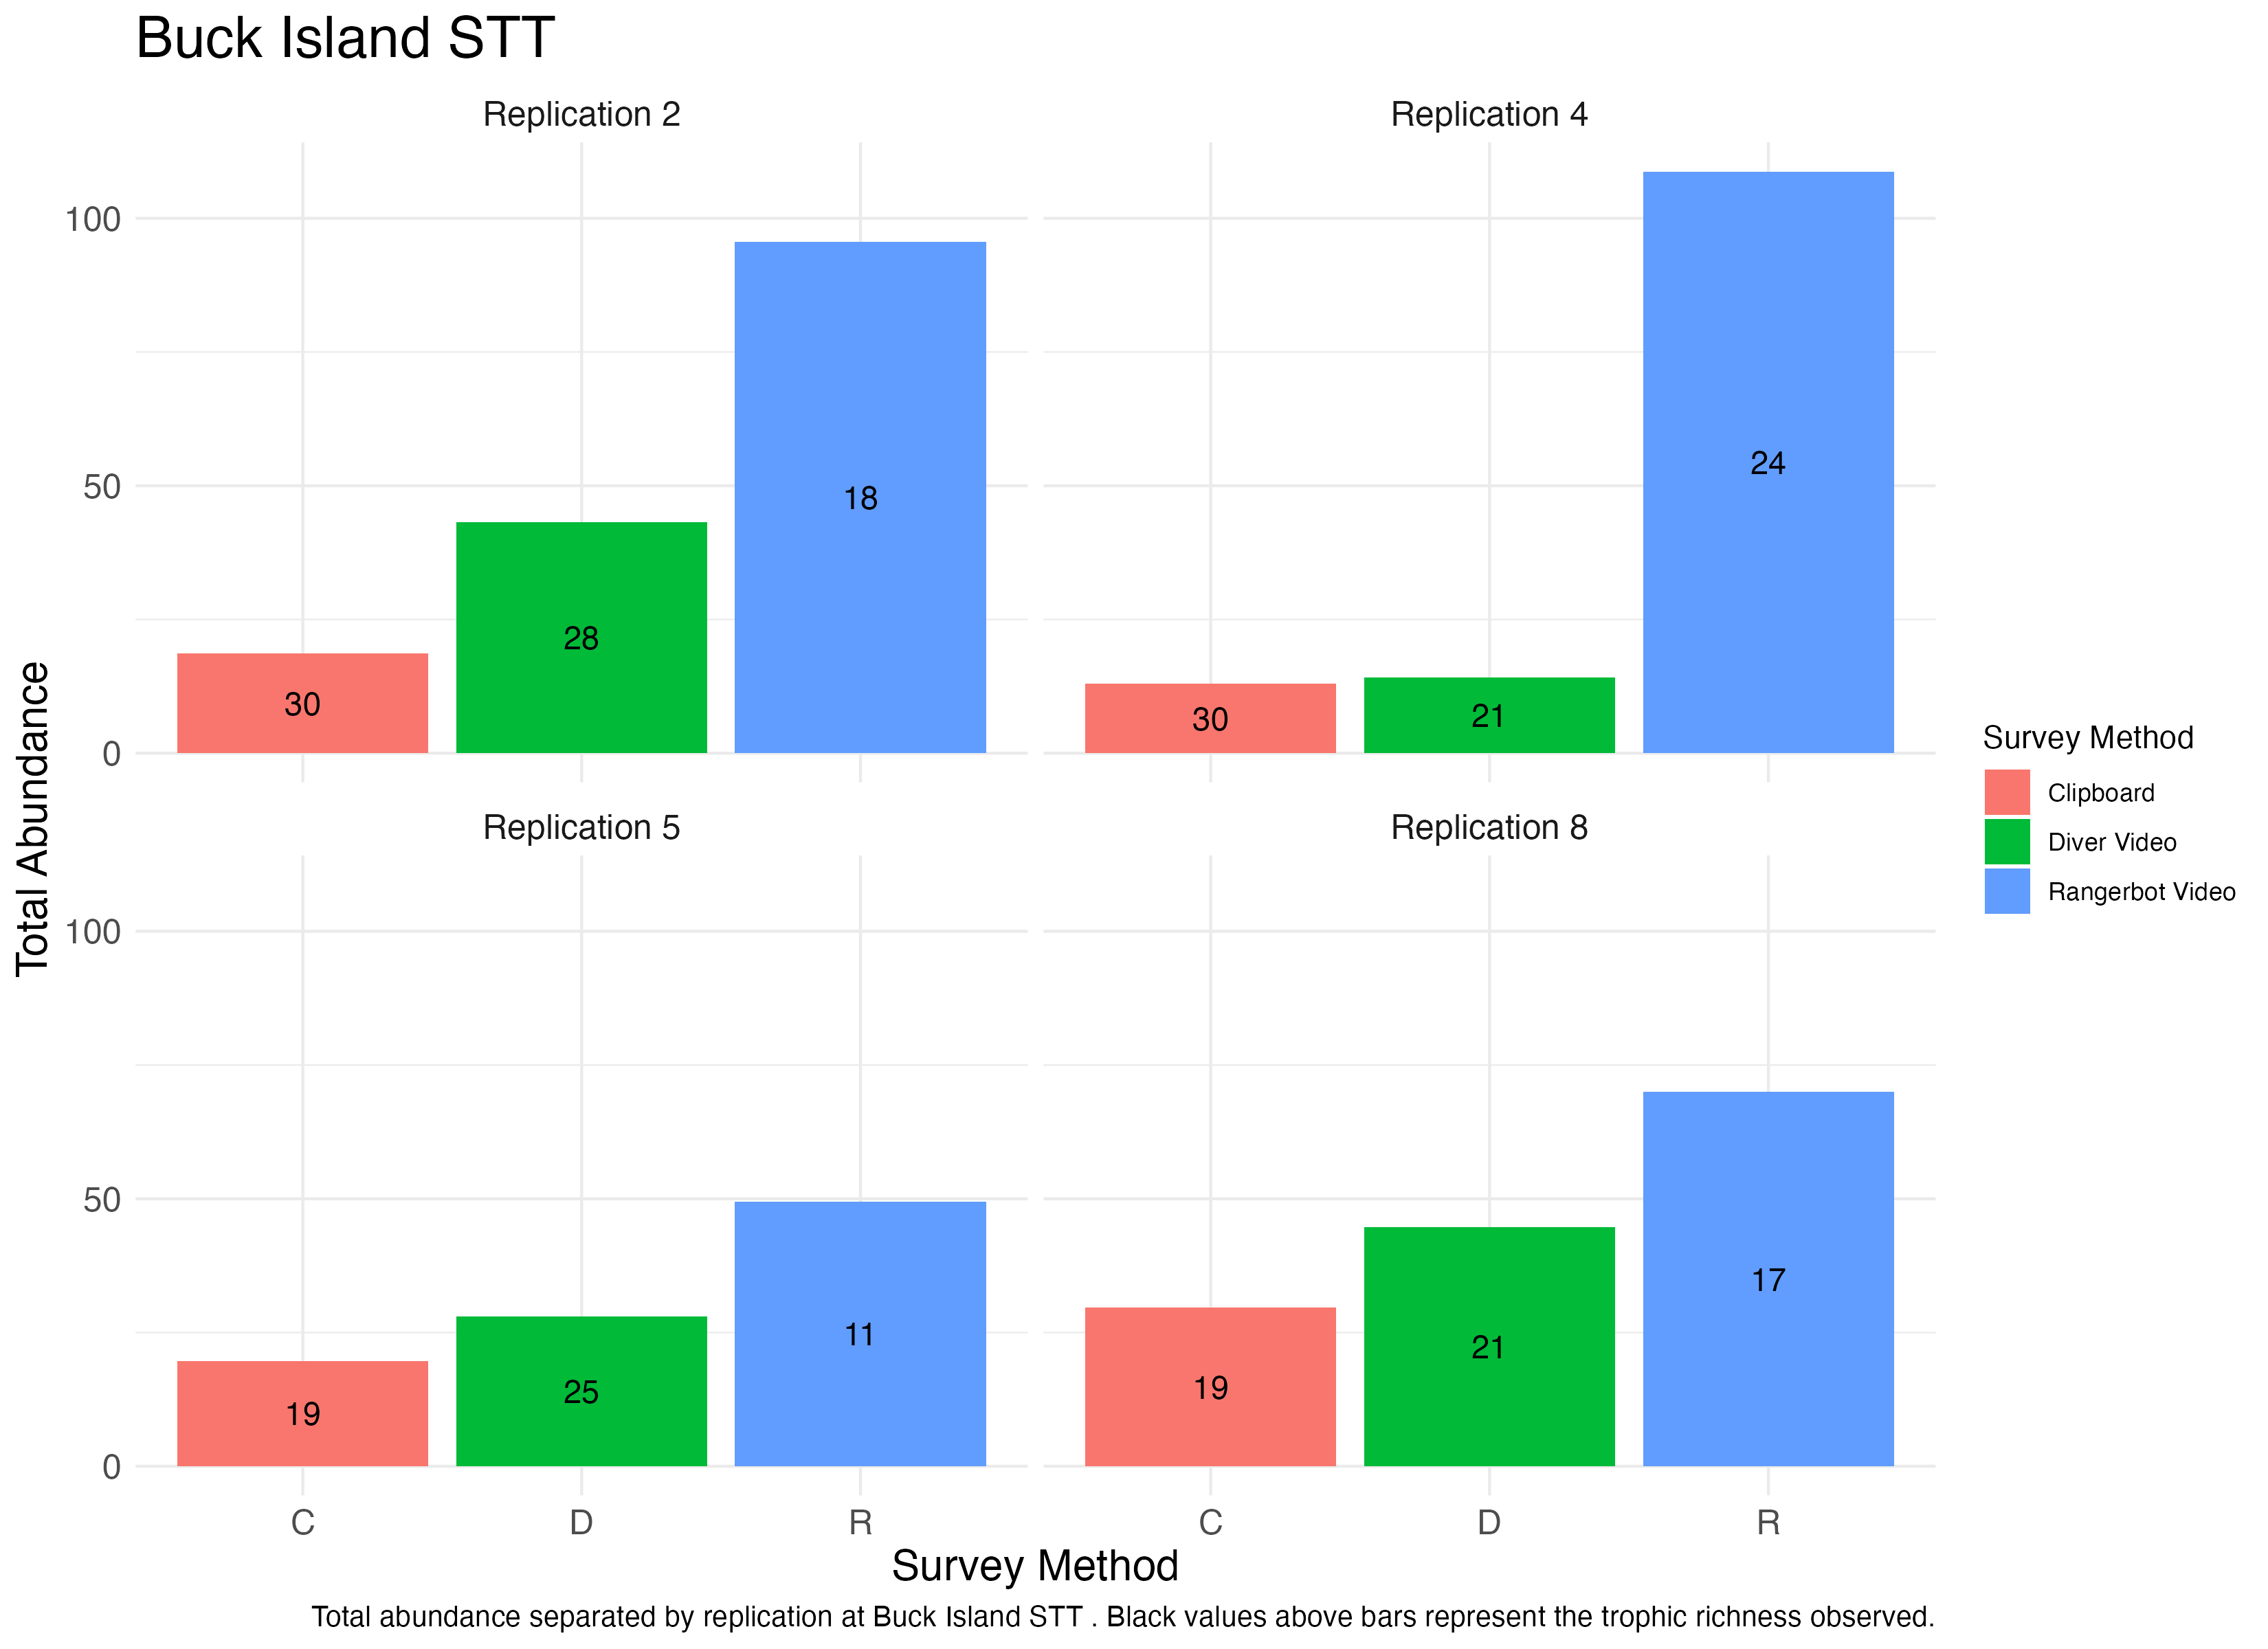 Buck Island STT
Replication 2
Replication 4
100
50
0
30
28
18
30
21
24
Replication 5
Replication 8
100
50
0
19
25
11
19
21
17
C
D
R
C
D
R
Total Abundance
Survey Method
Survey Method
Clipboard
Diver Video
Rangerbot Video
Total abundance separated by replication at Buck Island STT . Black values above bars represent the trophic richness observed.